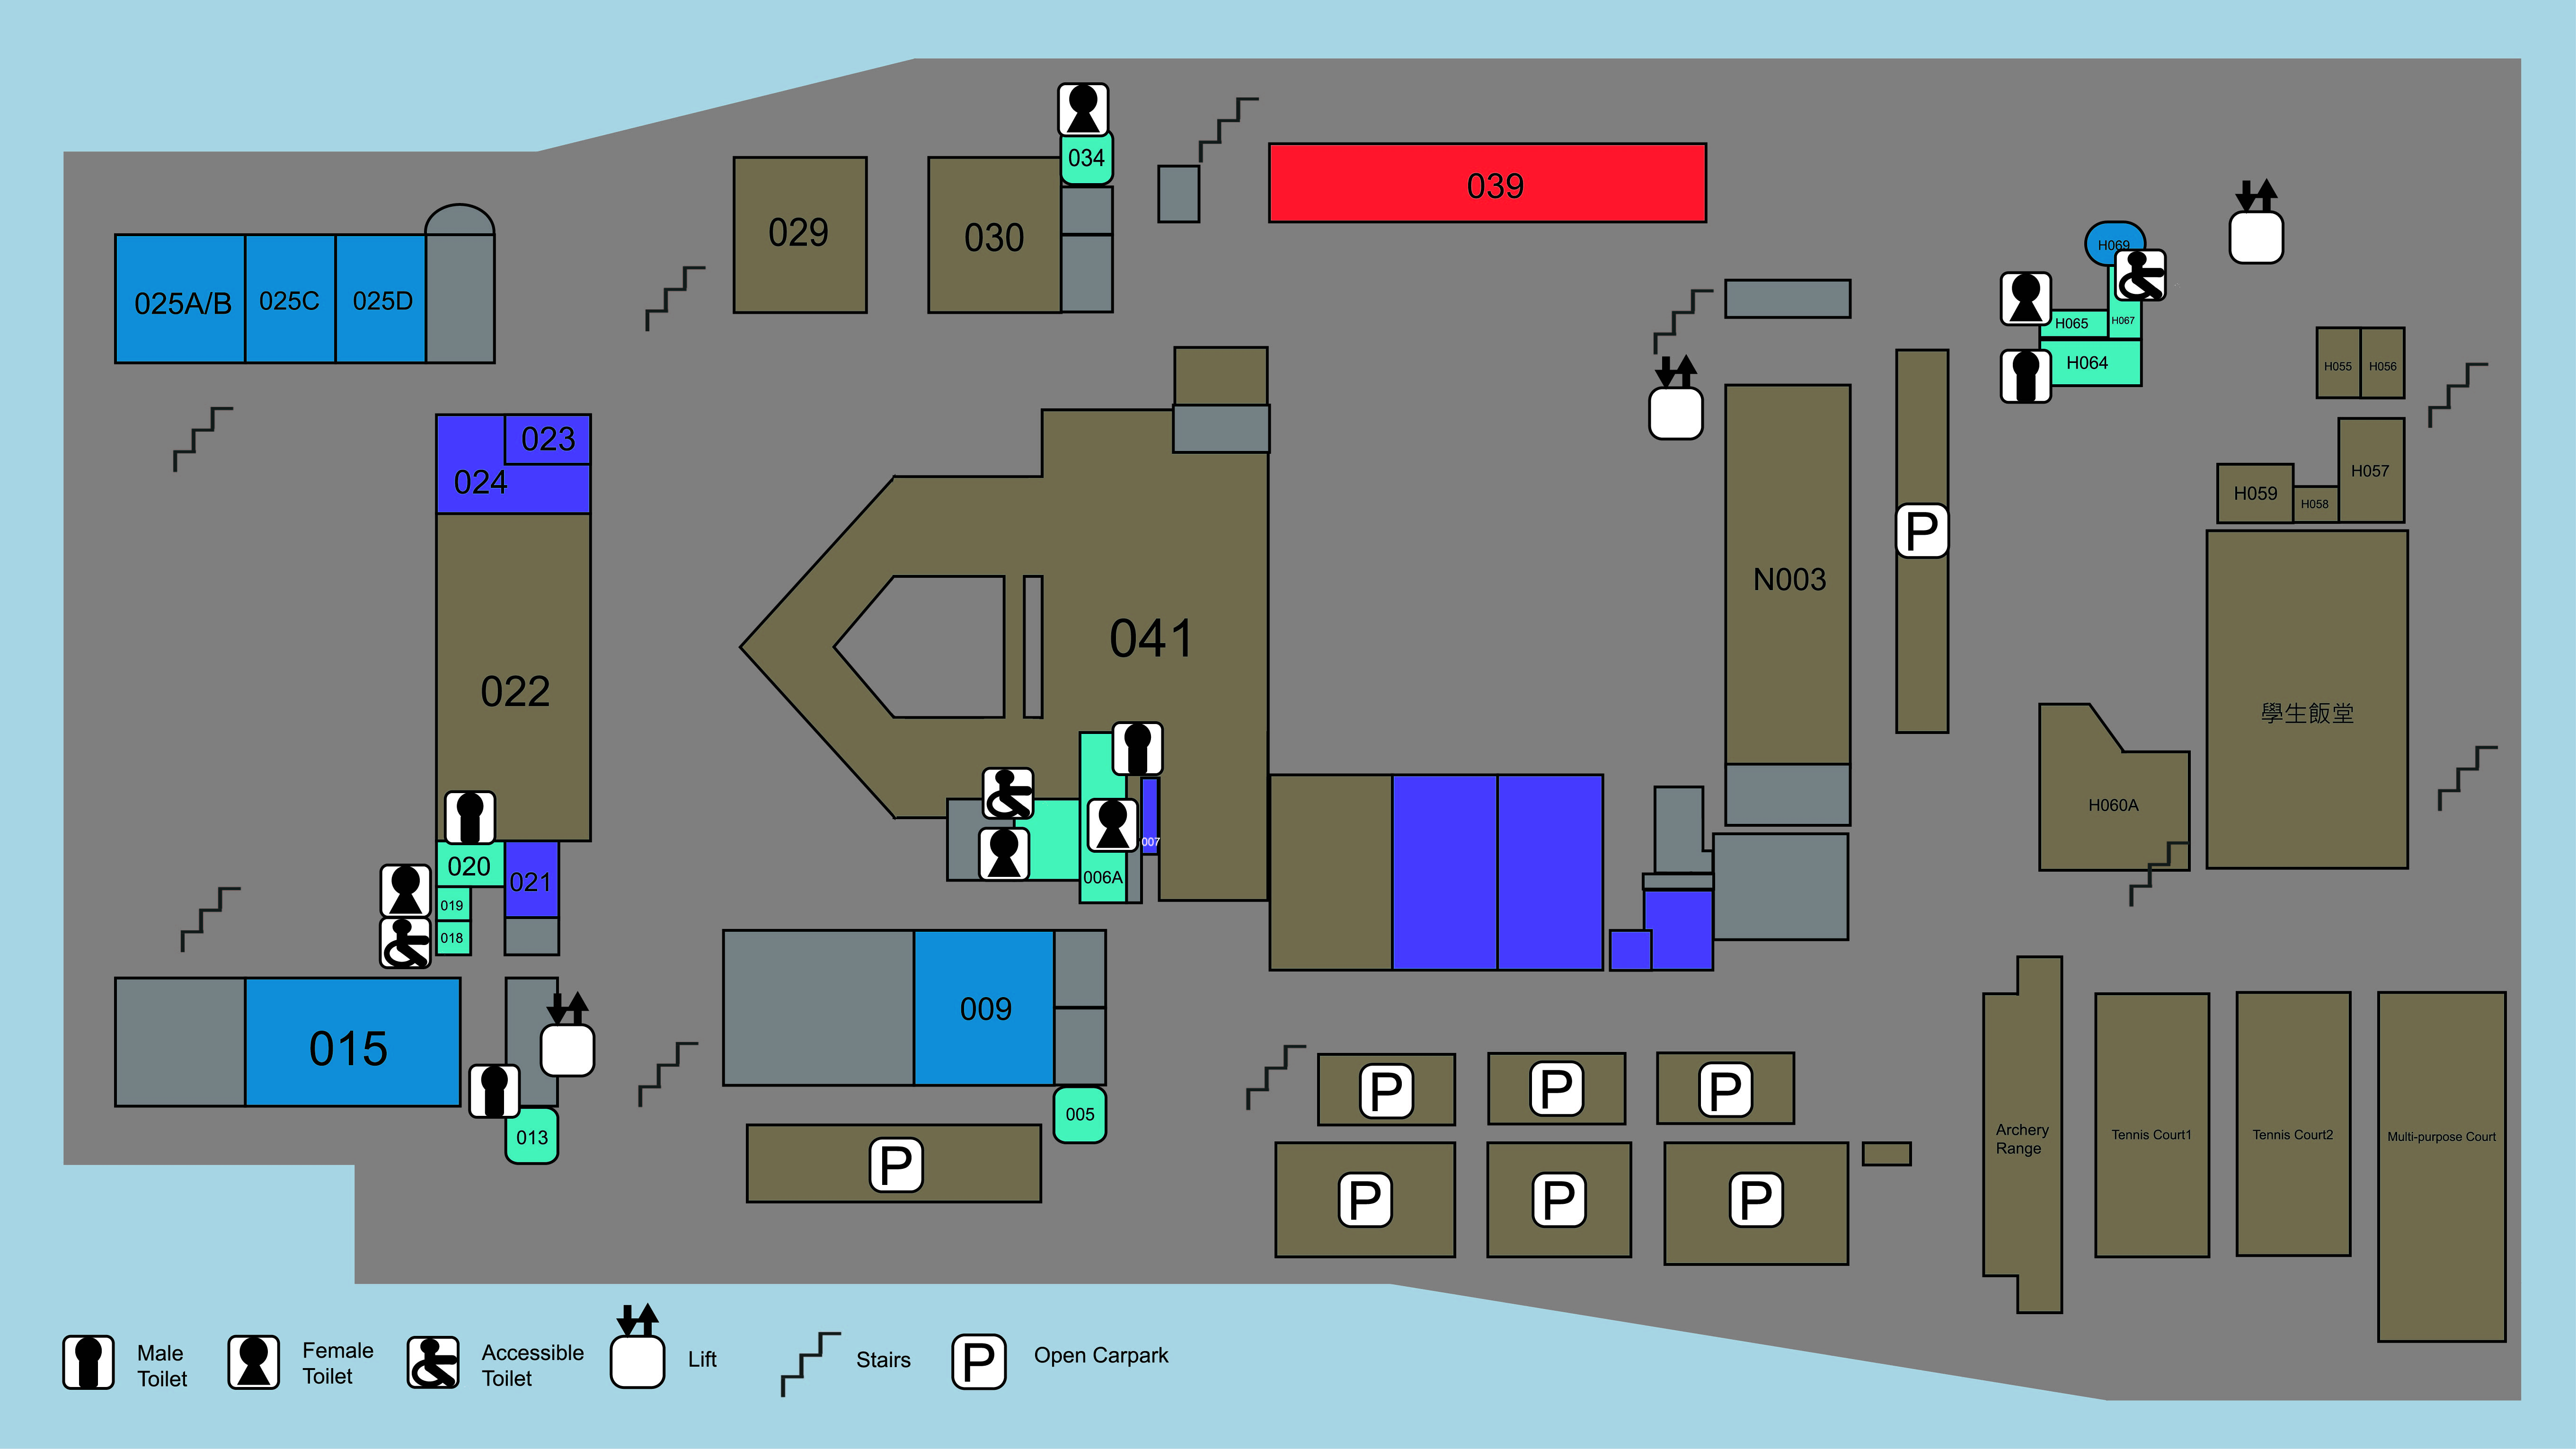 034
039
029
030
H069
025A/B
025C
025D
H065
H067
H064
H055
H056
023
024
H057
H059
H058
P
N003
041
022
學生飯堂
H060A
007
020
006A
021
019
018
009
015
005
013
P
P
P
P
P
P
P
Archery
Range
Tennis Court1
Tennis Court2
Multi-purpose Court
Male
Toilet
Female
Toilet
Accessible
Toilet
Lift
Stairs
P
Open Carpark